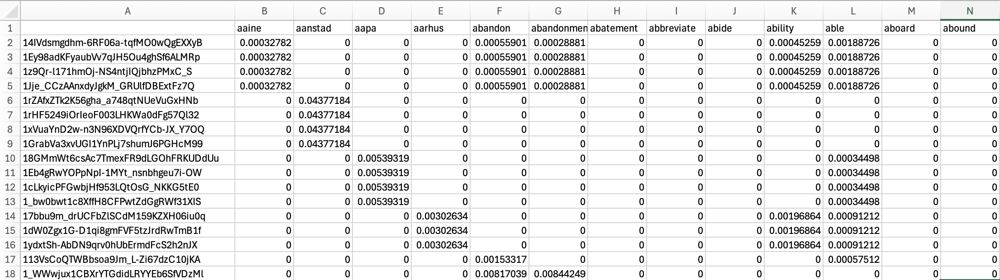 A B C D E F G H I J K L M N
1 aaine aanstad aapa aarhus abandon abandonmen abatement abbreviate abide ability able aboard abound
2 14IVdsmgdhm-6RF06a-tqfMO0wQgEXXyB 0.00032782 0 0 0 0.00055901 0.00028881 0 0 0 0.00045259 0.00188726 0 0
3 1Ey98adKFyaubVv7qJH5Ou4ghSf6ALMRp 0.00032782 0 0 0 0.00055901 0.00028881 0 0 0 0.00045259 0.00188726 0 0
4 1z9Qr-l171hmOj-NS4ntjIQjbhzPMxC_S 0.00032782 0 0 0 0.00055901 0.00028881 0 0 0 0.00045259 0.00188726 0 0
5 1Jje_CCzAAnxdyJgkM_GRUlfDBExtFz7Q 0.00032782 0 0 0 0.00055901 0.00028881 0 0 0 0.00045259 0.00188726 0 0
6 1rZAfxZTk2K56gha_a748qtNUeVuGxHNb 0 0.04377184 0 0 0 0 0 0 0 0 0 0 0
7 1rHF5249iOrIeoF003LHKWa0dFg57Ql32 0 0.04377184 0 0 0 0 0 0 0 0 0 0 0
8 1xVuaYnD2w-n3N96XDVQrfYCb-JX_Y7OQ 0 0.04377184 0 0 0 0 0 0 0 0 0 0 0
9 1GrabVa3xvUGI1YnPLj7shumJ6PGHcM99 0 0.04377184 0 0 0 0 0 0 0 0 0 0 0
10 18GMmWt6csAc7TmexFR9dLGOhFRKUDdUu 0 0 0.00539319 0 0 0 0 0 0 0 0.00034498 0 0
11 1Eb4gRwYOPpNpI-1MYt_nsnbhgeu7i-OW 0 0 0.00539319 0 0 0 0 0 0 0 0.00034498 0 0
12 1cLkyicPFGwbjHf953LQtOsG_NKKG5tE0 0 0 0.00539319 0 0 0 0 0 0 0 0.00034498 0 0
13 1_bw0bwt1c8XffH8CFPwtZdGgRWf31XIS 0 0 0.00539319 0 0 0 0 0 0 0 0.00034498 0 0
14 17bbu9m_drUCFbZlSCdM159KZXH06iu0q 0 0 0 0.00302634 0 0 0 0 0 0.00196864 0.00091212 0 0
15 1dW0Zgx1G-D1qi8gmFVF5tzJrdRwTmB1f 0 0 0 0.00302634 0 0 0 0 0 0.00196864 0.00091212 0 0
16 1ydxtSh-AbDN9qrv0hUbErmdFcS2h2nJX 0 0 0 0.00302634 0 0 0 0 0 0.00196864 0.00091212 0 0
17 113VsCoQTWBbsoa9Jm_L-Zi67dzC10jKA 0 0 0 0 0.00153317 0 0 0 0 0 0.00057512 0 0
18 1_WWwjux1CBXrYTGdidLRYYEb6SfVDzMl 0 0 0 0 0.00817039 0.00844249 0 0 0 0 0 0 0